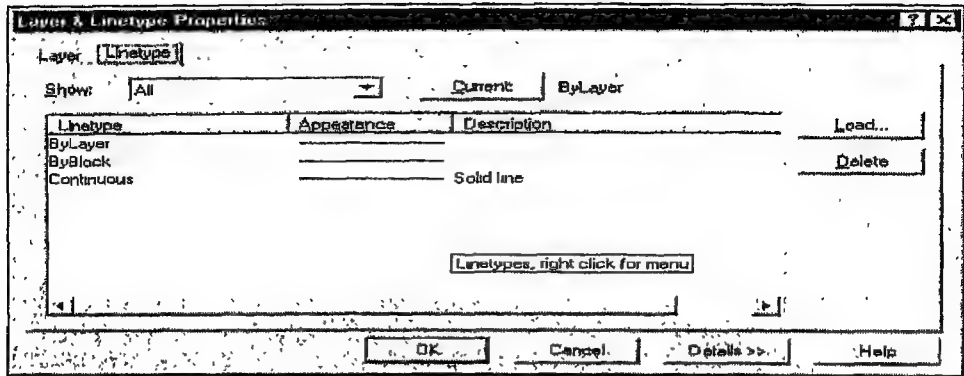 Layer & Linetype Properties
Layer Linetype
Show: All Current ByLayer
Linetype Appearance Description
Load...
ByLayer
ByBlock
Delete
Continuous Solid line
Linetypes, right click for menu
OK Cancel Details >> Help